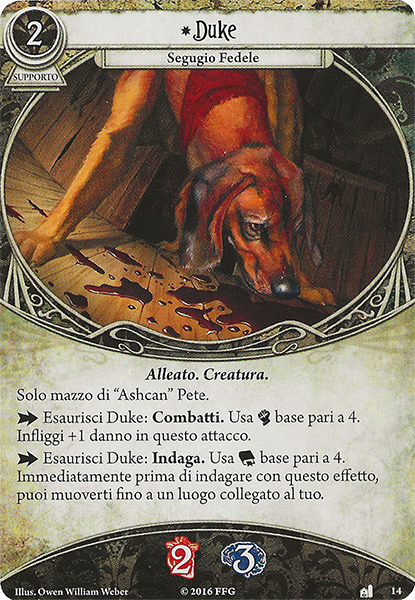 2
Duke
SUPPORTO
Segugio Fedele
Alleato. Creatura.
Solo mazzo di “Ashcan” Pete.
Esaurisci Duke: Combatti. Usa base pari a 4.
Infliggi +1 danno in questo attacco.
Esaurisci Duke: Indaga. Usa base pari a 4.
Immediatamente prima di indagare con questo effetto,
puoi muoverti fino a un luogo collegato al tuo.
2 3
Illus. Owen William Weber © 2016 FFG 14